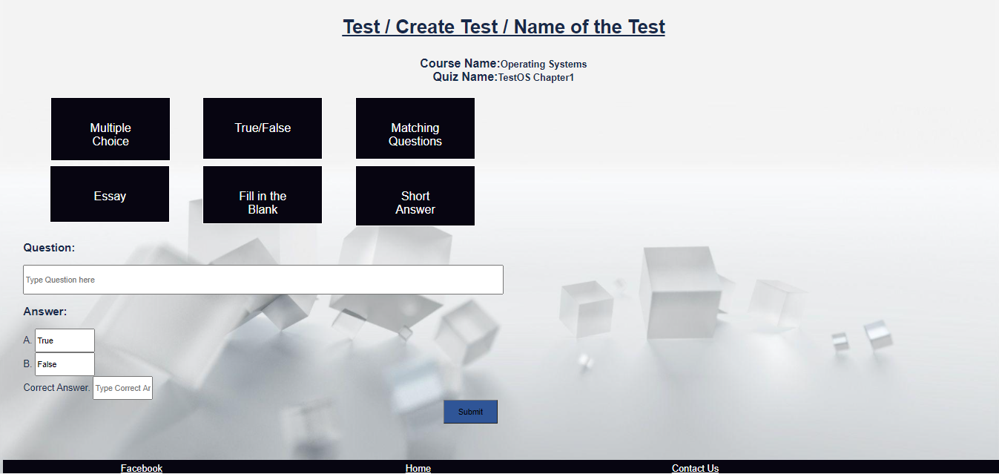 Test / Create Test / Name of the Test
Course Name:Operating Systems
Quiz Name:TestOS Chapter1
Multiple
Choice
True/False
Matching
Questions
Essay
Fill in the
Blank
Short
Answer
Question:
Type Question here
Answer:
A. True
B. False
Correct Answer. Type Correct Ar
Submit
Facebook Home Contact Us